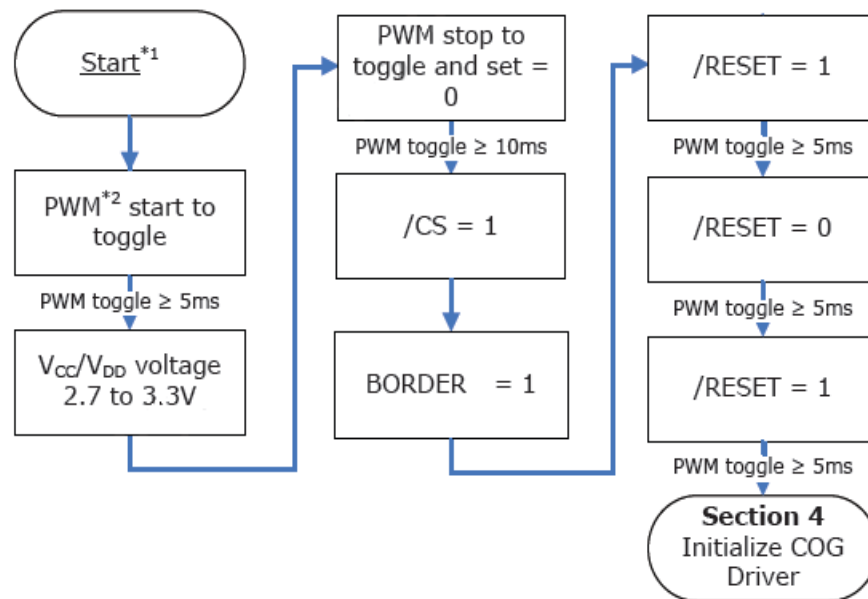 Start*1
PWM*2 start to
toggle
PWM toggle ≥ 5ms
VCC/VDD voltage
2.7 to 3.3V
PWM stop to
toggle and set =
0
PWM toggle ≥ 10ms
/CS = 1
BORDER = 1
/RESET = 1
PWM toggle ≥ 5ms
/RESET = 0
PWM toggle ≥ 5ms
/RESET = 1
PWM toggle ≥ 5ms
Section 4
Initialize COG
Driver